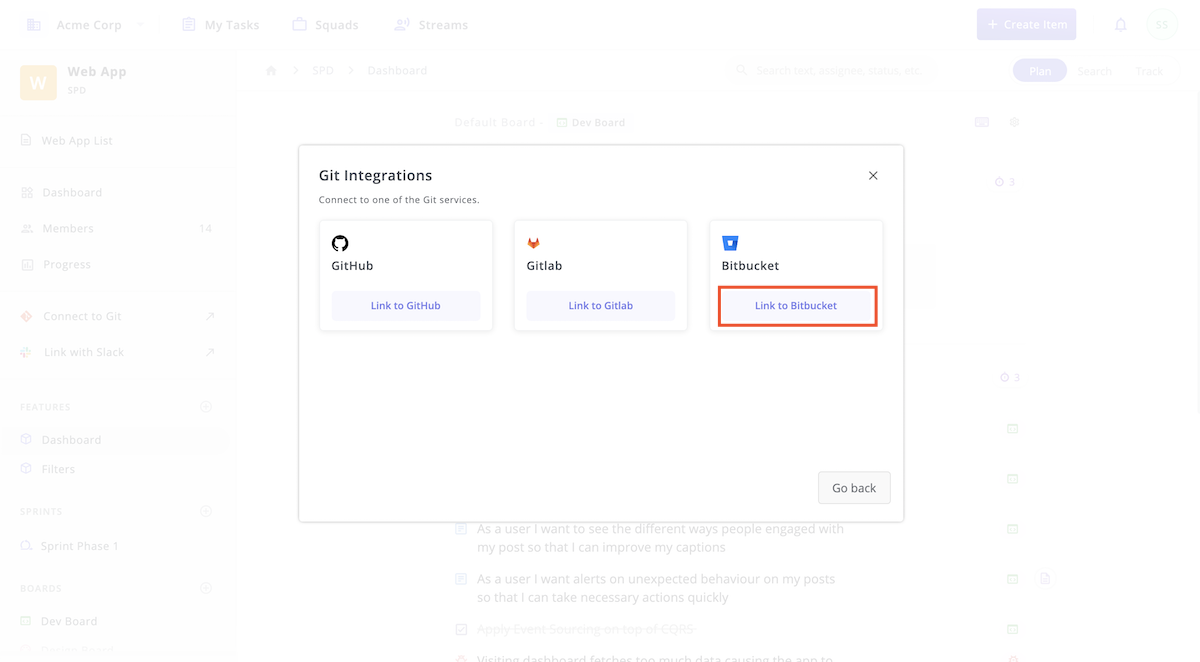 Acme Corp
My Tasks
Squads
Streams
+ Create Item
SS
W
Web App
SPD
SPD
Dashboard
Search text, assignee, status, etc.
Plan
Search
Track
Web App List
Default Board
Dev Board
Git Integrations
Connect to one of the Git services.
Dashboard
3
Members
14
Progress
GitHub
Gitlab
Bitbucket
Link to GitHub
Link to Gitlab
Link to Bitbucket
Connect to Git
Link with Slack
3
FEATURES
Dashboard
Filters
Go back
SPRINTS
Sprint Phase 1
As a user I want to see the different ways people engaged with
my post so that I can improve my captions
BOARDS
As a user I want alerts on unexpected behaviour on my posts
so that I can take necessary actions quickly
Dev Board
Apply Event Sourcing on top of CQRS
Design Board
Visiting dashboard fetches too much data causing the app to